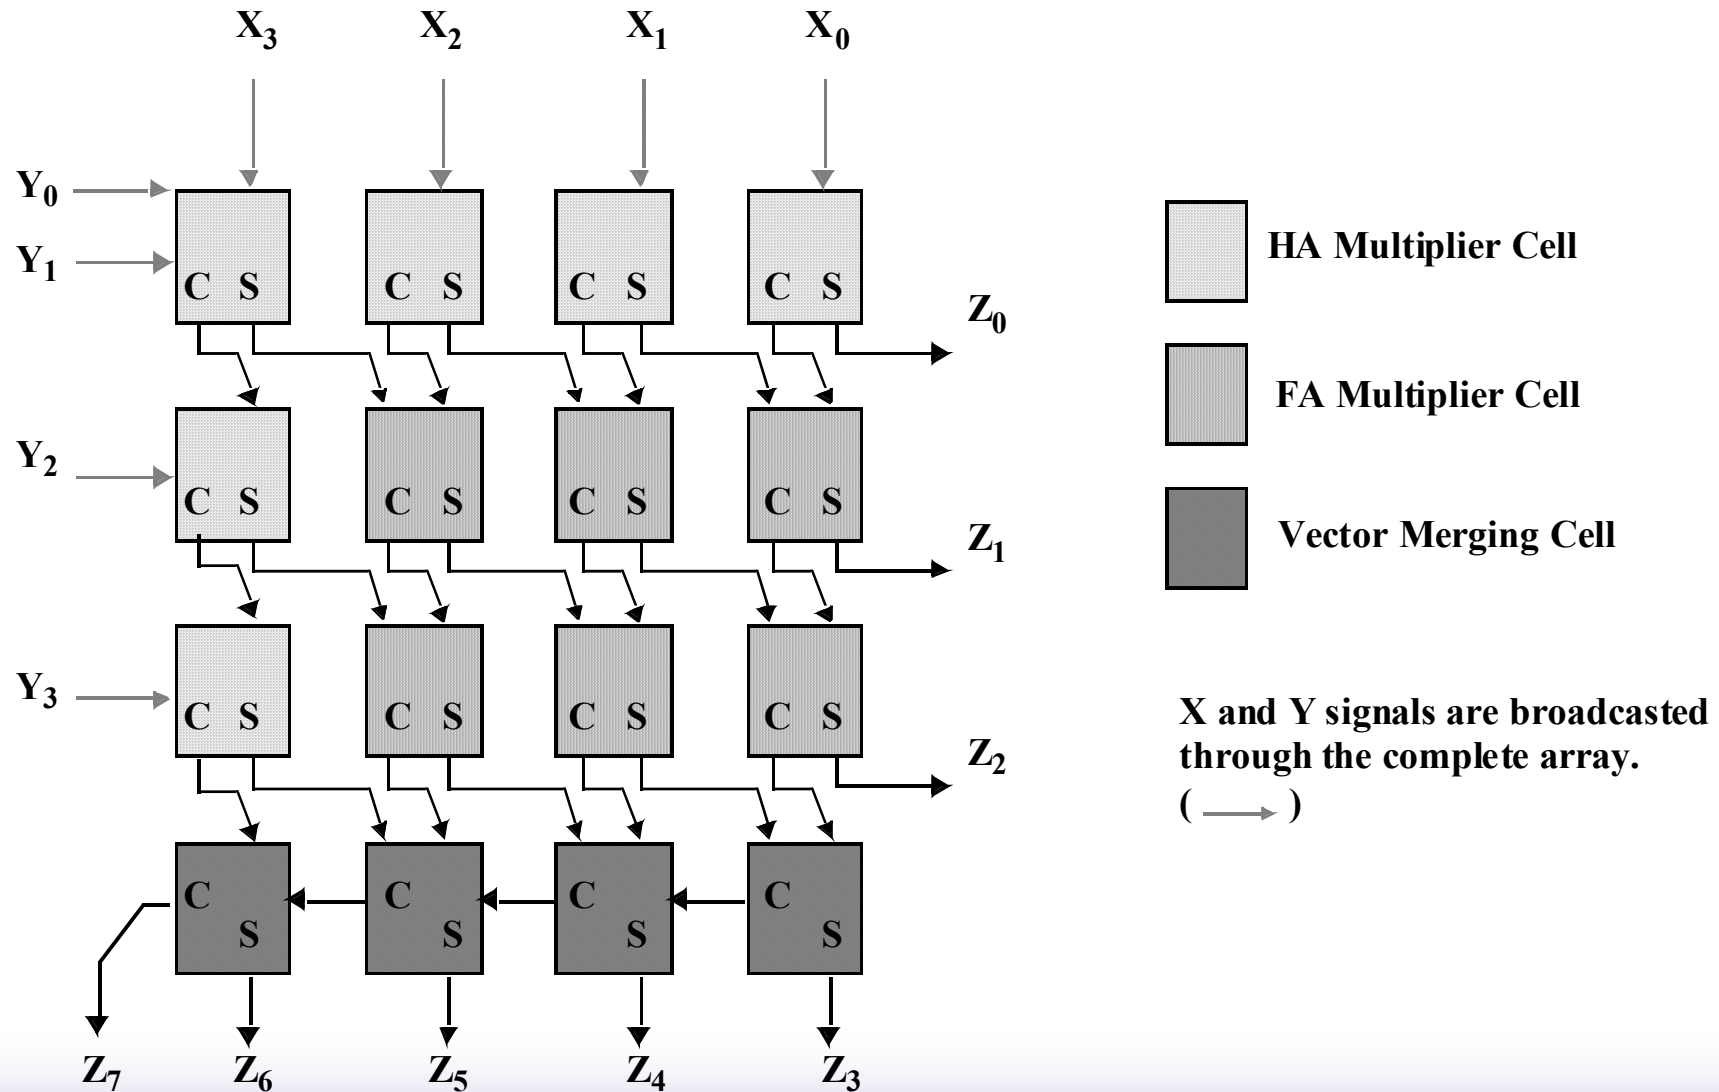 X3 X2 X1 X0
Y0
Y1
C S C S C S C S
Z0
HA Multiplier Cell
Y2
C S C S C S C S
Z1
FA Multiplier Cell
Vector Merging Cell
Y3
C S C S C S C S
Z2
X and Y signals are broadcasted
through the complete array.
( )
C C C C
S S S S
Z7 Z6 Z5 Z4 Z3